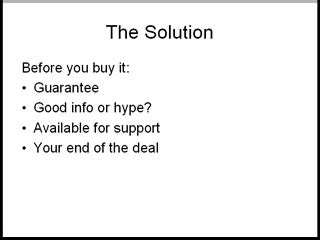 The Solution
Before you buy it:
• Guarantee
• Good info or hype?
• Available for support
• Your end of the deal